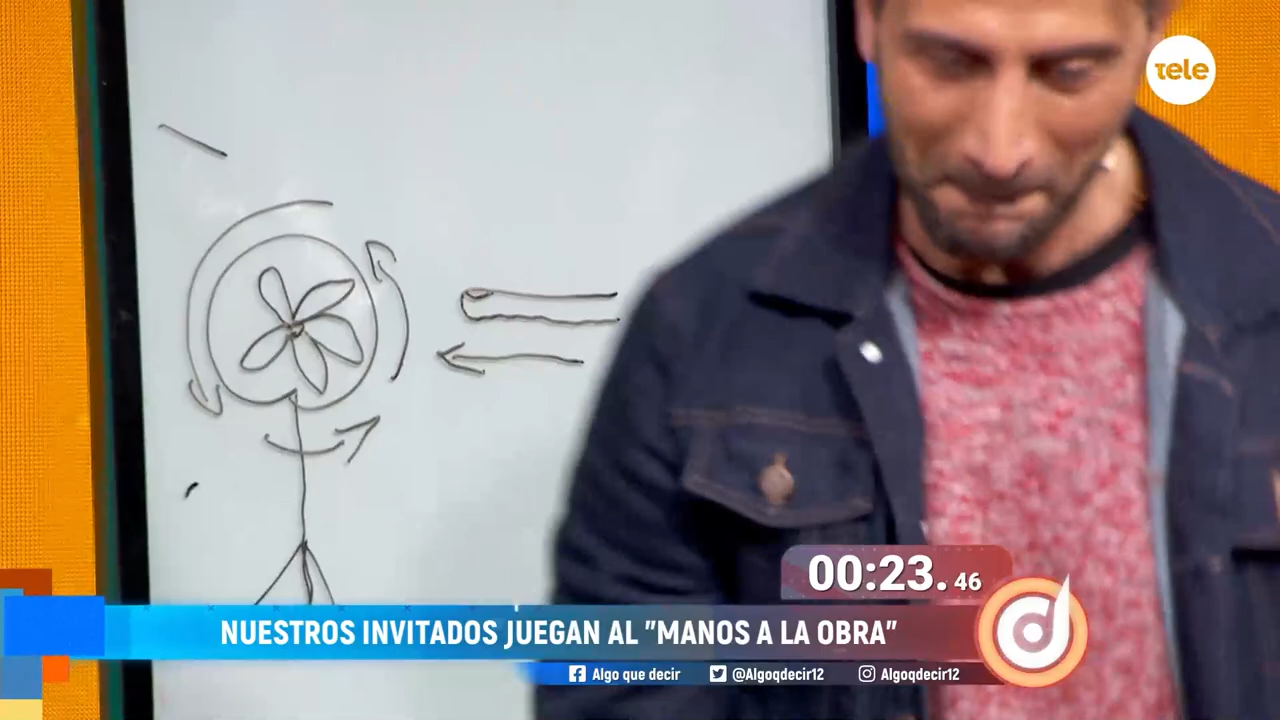 tele
00:23.46
NUESTROS INVITADOS JUEGAN AL "MANOS A LA OBRA"
Algo que decir @Algoqdecir12 Algoqdecir12